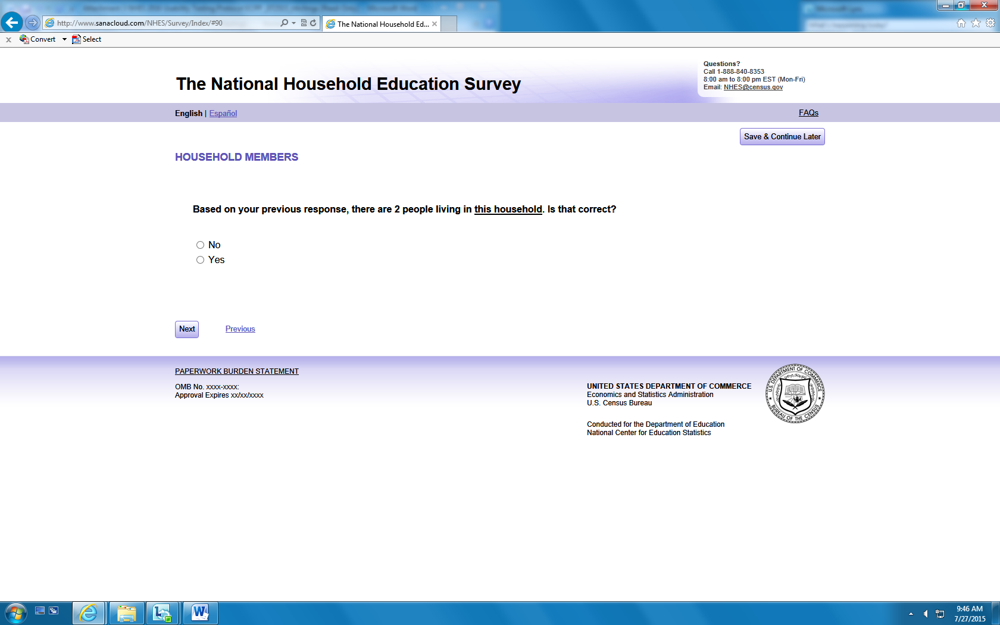 http://www.sanacloud.com/NHES/Survey/Index/#90
The National Household Ed...
Convert
Select
Questions?
Call 1-888-840-8353
8:00 am to 8:00 pm EST (Mon-Fri)
Email: NHES@census.gov
The National Household Education Survey
English | Español
FAQs
Save & Continue Later
HOUSEHOLD MEMBERS
Based on your previous response, there are 2 people living in this household. Is that correct?
No
Yes
Next
Previous
PAPERWORK BURDEN STATEMENT
OMB No. xxxx-xxxx:
Approval Expires xx/xx/xxxx
UNITED STATES DEPARTMENT OF COMMERCE
Economics and Statistics Administration
U.S. Census Bureau
Conducted for the Department of Education
National Center for Education Statistics
U.S. DEPARTMENT OF COMMERCE
BUREAU OF THE CENSUS
9:46 AM
7/27/2015